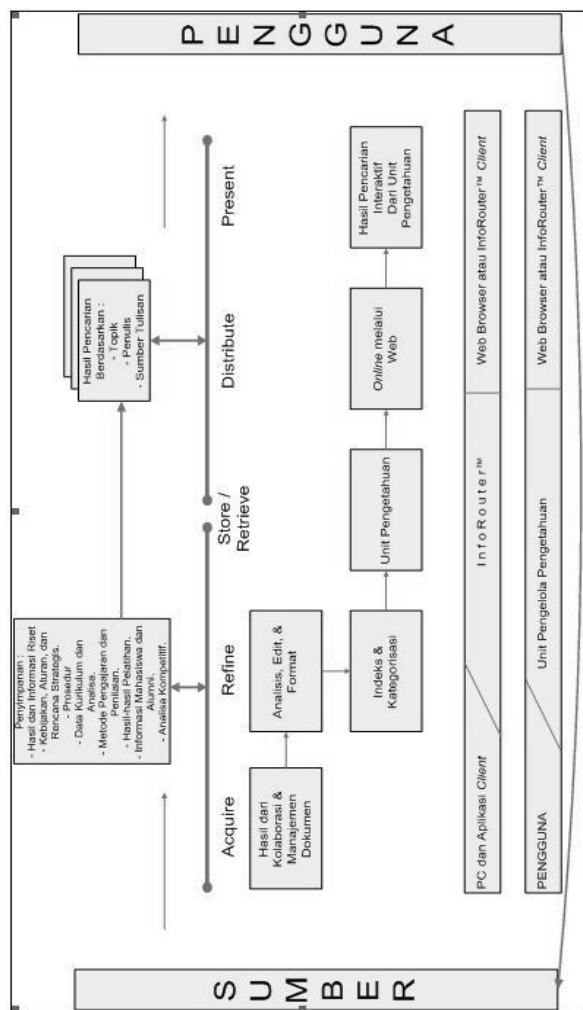 SUMBER
Penyimpanan :
- Hasil dan Informasi Riset
- Kebijakan, Aturan, dan
Rencana Strategis.
- Prosedur
- Data Kurikulum dan
Analisa.
- Metode Pengajaran dan
Penilaian.
- Hasil-hasil Pelatihan.
- Informasi Mahasiswa dan
Alumni.
- Analisa Kompetitif.
Hasil Pencarian
Berdasarkan :
- Topik
- Penulis
- Sumber Tulisan
Acquire
Refine
Store /
Retrieve
Distribute
Present
Hasil dari
Kolaborasi &
Manajemen
Dokumen
Analisis, Edit, &
Format
Indeks &
Kategorisasi
Unit Pengetahuan
Online melalui
Web
Hasil Pencarian
Interaktif
Dari Unit
Pengetahuan
PC dan Aplikasi Client
InfoRouter™
Web Browser atau InfoRouter™ Client
PENGGUNA
Unit Pengelola Pengetahuan
Web Browser atau InfoRouter™ Client
PENGGUNA